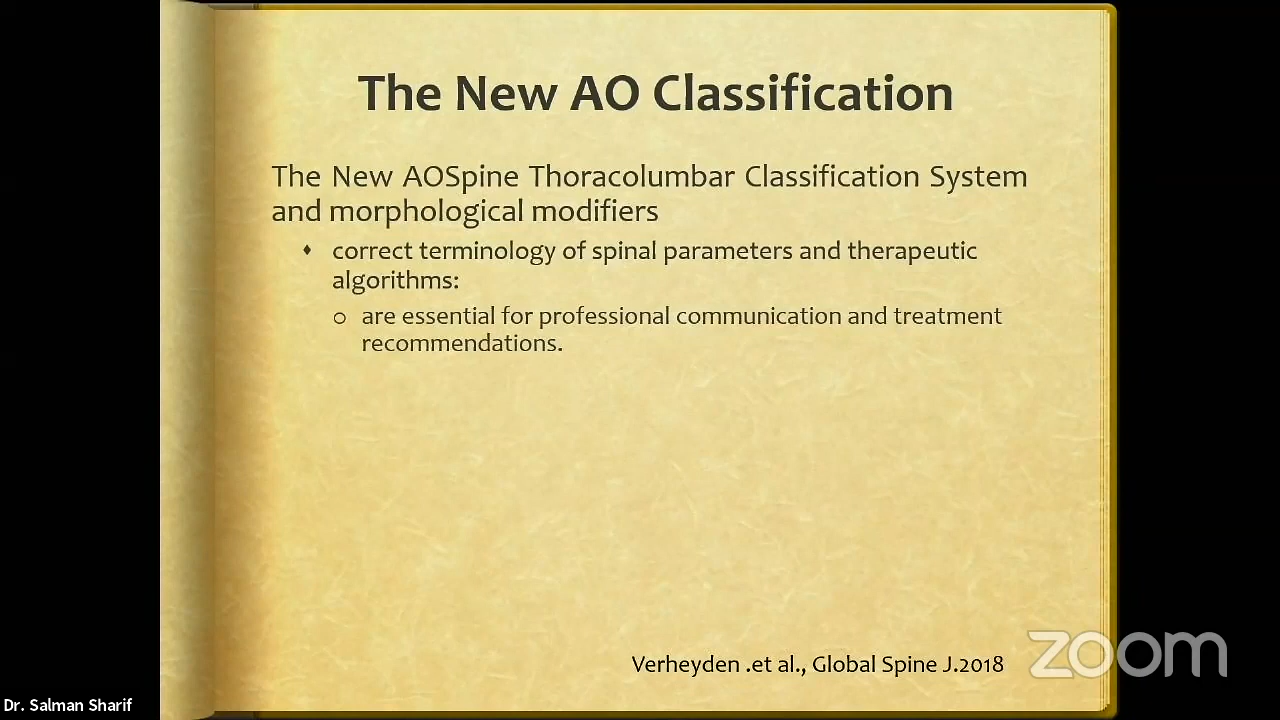 The New AO Classification
The New AOSpine Thoracolumbar Classification System
and morphological modifiers
♦ correct terminology of spinal parameters and therapeutic
algorithms:
o are essential for professional communication and treatment
recommendations.
Verheyden .et al., Global Spine J.2018
zoom
Dr. Salman Sharif